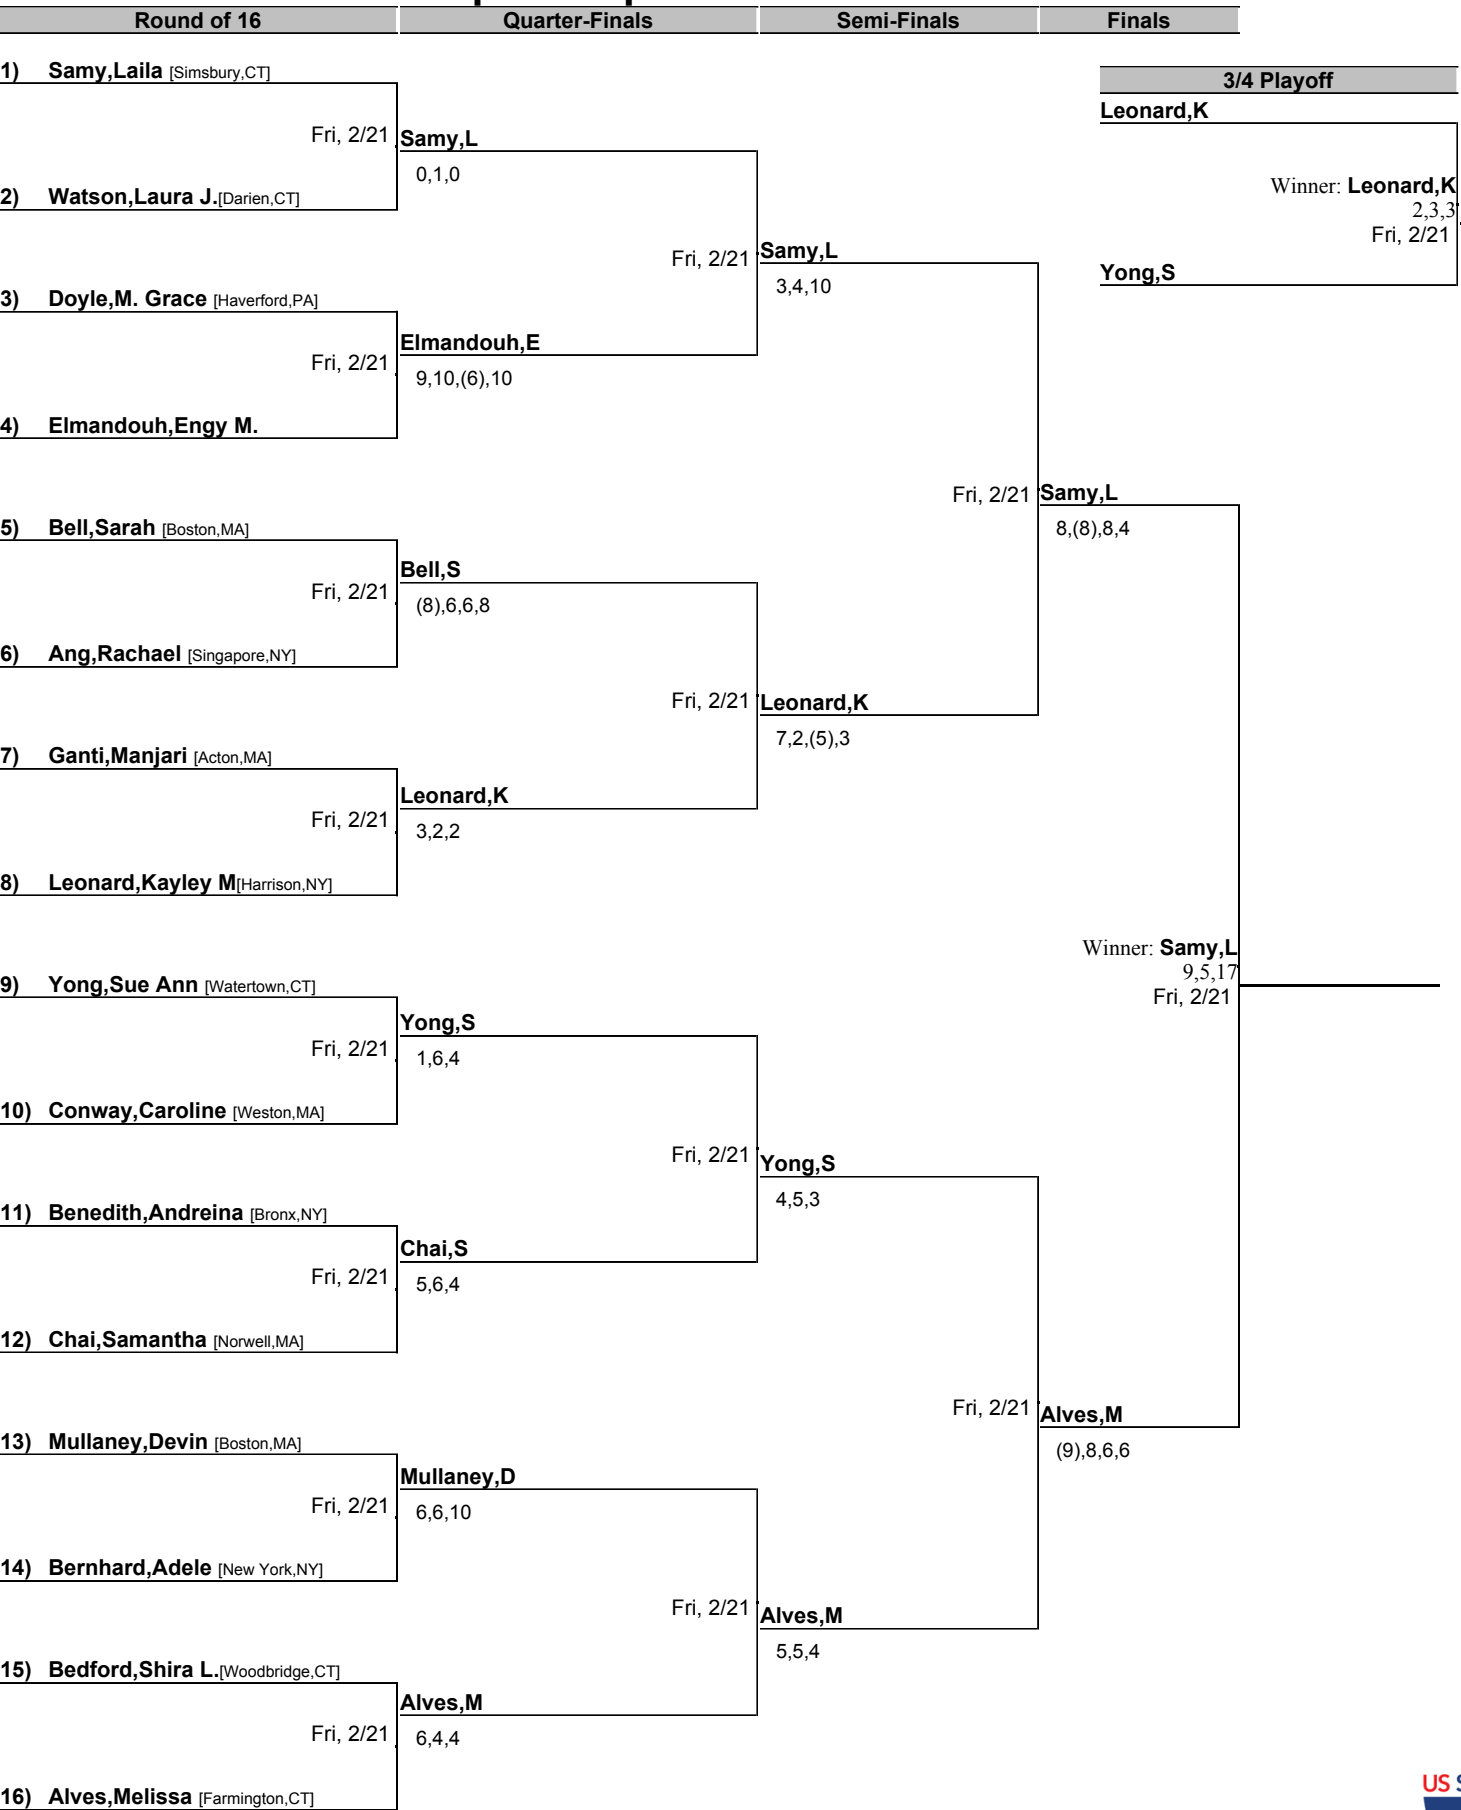 Round of 16 Quarter-Finals Semi-Finals Finals
1) Samy,Laila [Simsbury,CT]
3/4 Playoff
Leonard,K
Fri, 2/21 Samy,L
0,1,0
Winner: Leonard,K
2) Watson,Laura J.[Darien,CT]
2,3,3
Fri, 2/21
Fri, 2/21 Samy,L
Yong,S
3,4,10
3) Doyle,M. Grace [Haverford,PA]
Elmandouh,E
Fri, 2/21
9,10,(6),10
4) Elmandouh,Engy M.
Fri, 2/21 Samy,L
8,(8),8,4
5) Bell,Sarah [Boston,MA]
Bell,S
Fri, 2/21
(8),6,6,8
6) Ang,Rachael [Singapore,NY]
Fri, 2/21 Leonard,K
7,2,(5),3
7) Ganti,Manjari [Acton,MA]
Leonard,K
Fri, 2/21
3,2,2
8) Leonard,Kayley M[Harrison,NY]
Winner: Samy,L
9,5,17
Fri, 2/21
9) Yong,Sue Ann [Watertown,CT]
Yong,S
Fri, 2/21
1,6,4
10) Conway,Caroline [Weston,MA]
Fri, 2/21 Yong,S
4,5,3
11) Benedith,Andreina [Bronx,NY]
Chai,S
Fri, 2/21
5,6,4
12) Chai,Samantha [Norwell,MA]
Fri, 2/21 Alves,M
(9),8,6,6
13) Mullaney,Devin [Boston,MA]
Mullaney,D
Fri, 2/21
6,6,10
14) Bernhard,Adele [New York,NY]
Fri, 2/21 Alves,M
5,5,4
15) Bedford,Shira L.[Woodbridge,CT]
Alves,M
Fri, 2/21
6,4,4
16) Alves,Melissa [Farmington,CT]
US